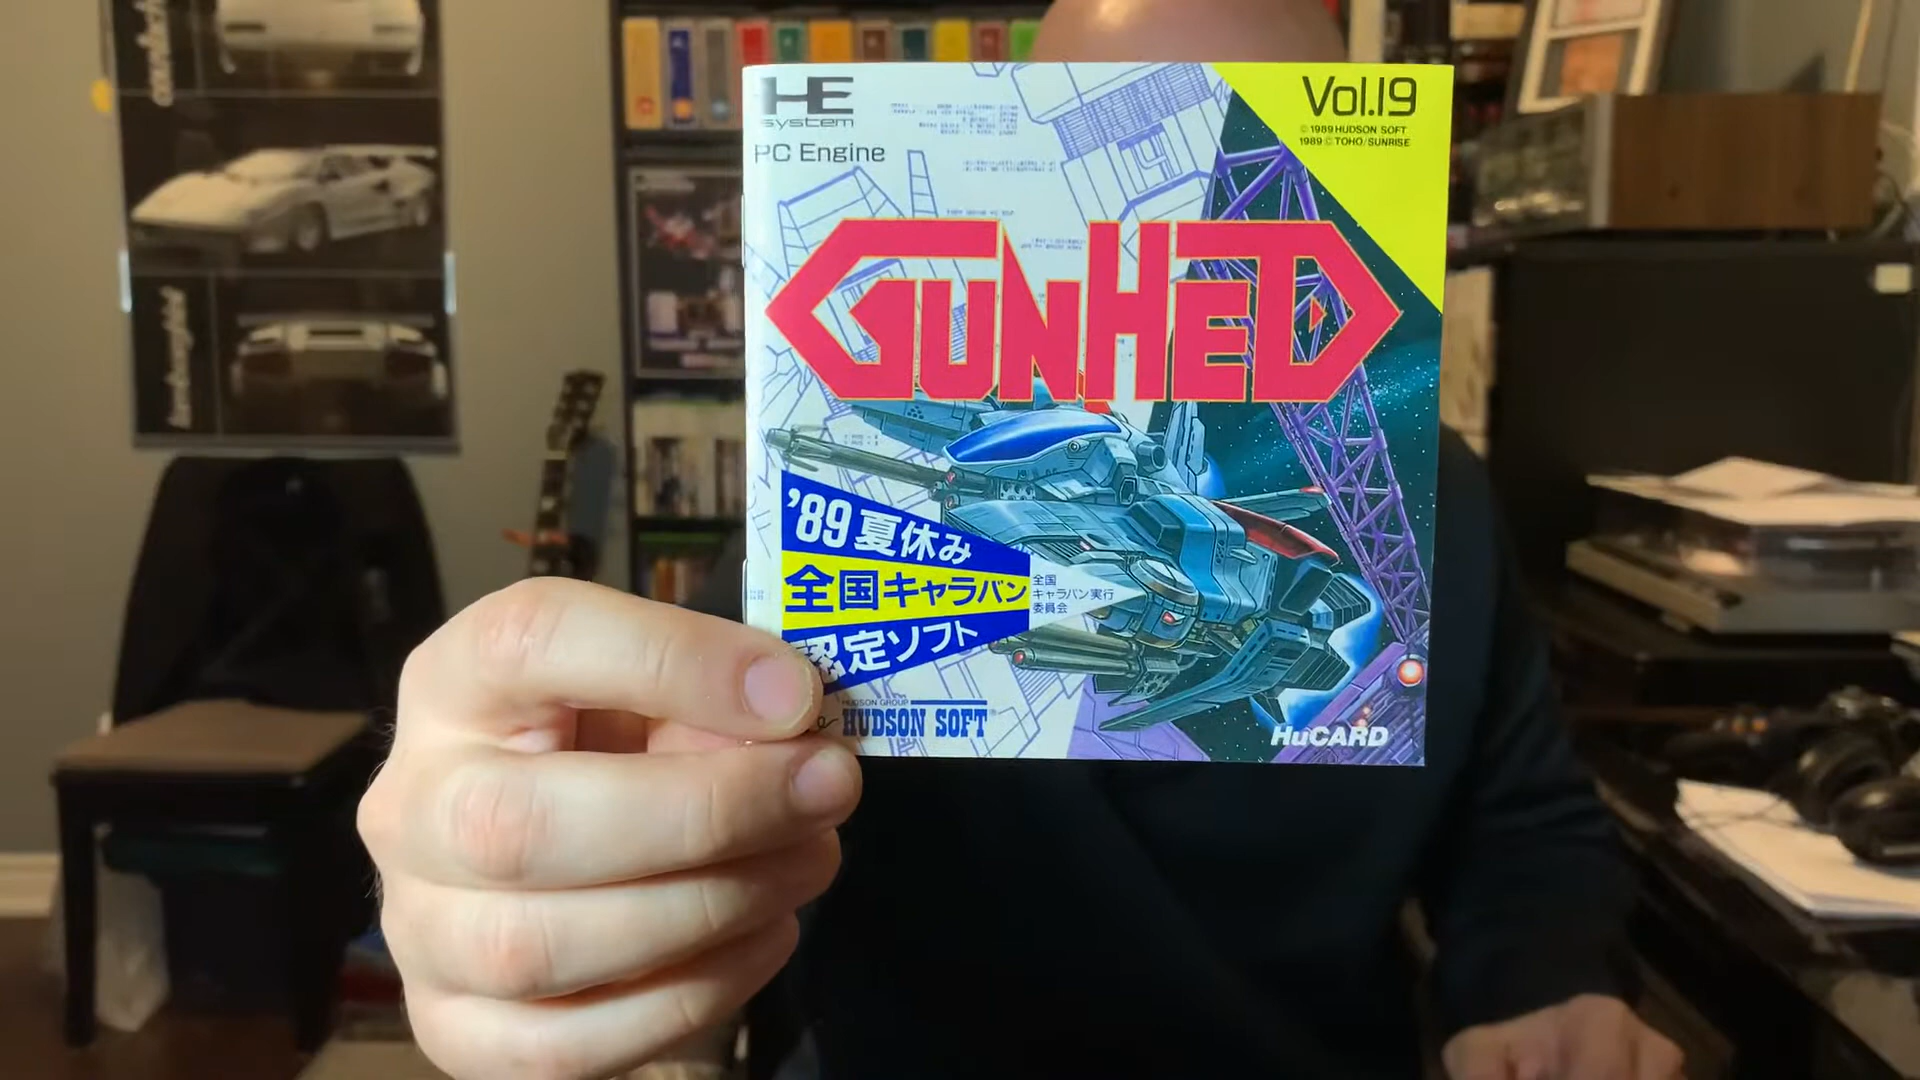 HE
system
PC Engine
Vol.19
© 1989 HUDSON SOFT
1989 © TOHO/SUNRISE
GUNHED
'89 夏休み
全国キャラバン
認定ソフト
全国
キャラバン実行
委員会
HUDSON GROUP
HUDSON SOFT
HuCARD
countach
lamborghini